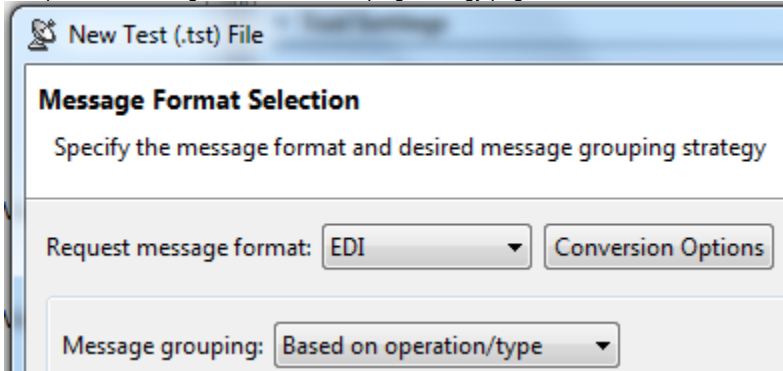 New Test (.tst) File
Message Format Selection
Specify the message format and desired message grouping strategy
Request message format: EDI Conversion Options
Message grouping: Based on operation/type